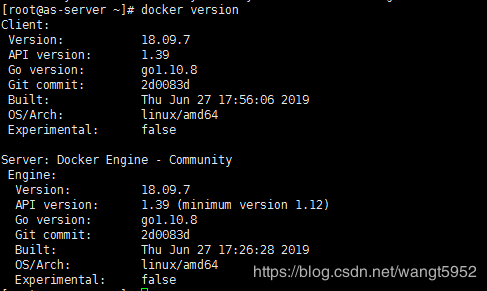 [root@as-server ~]# docker version
Client:
Version: 18.09.7
API version: 1.39
Go version: go1.10.8
Git commit: 2d0083d
Built: Thu Jun 27 17:56:06 2019
OS/Arch: linux/amd64
Experimental: false
Server: Docker Engine - Community
Engine:
Version: 18.09.7
API version: 1.39 (minimum version 1.12)
Go version: go1.10.8
Git commit: 2d0083d
Built: Thu Jun 27 17:26:28 2019
OS/Arch: linux/amd64
Experimental: false
https://blog.csdn.net/wangt5952